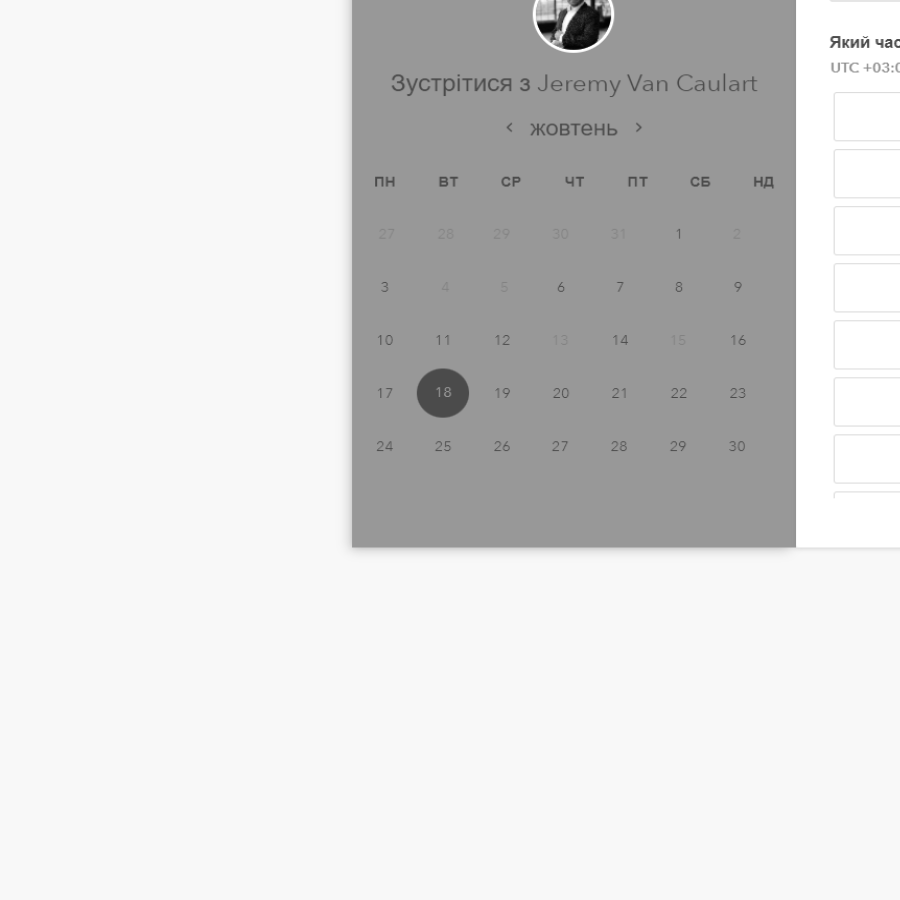 Зустрітися з Jeremy Van Caulart
жовтень
ПН ВТ СР ЧТ ПТ СБ НД
27 28 29 30 31 1 2
3 4 5 6 7 8 9
10 11 12 13 14 15 16
17 18 19 20 21 22 23
24 25 26 27 28 29 30
Який час
UTC +03:0